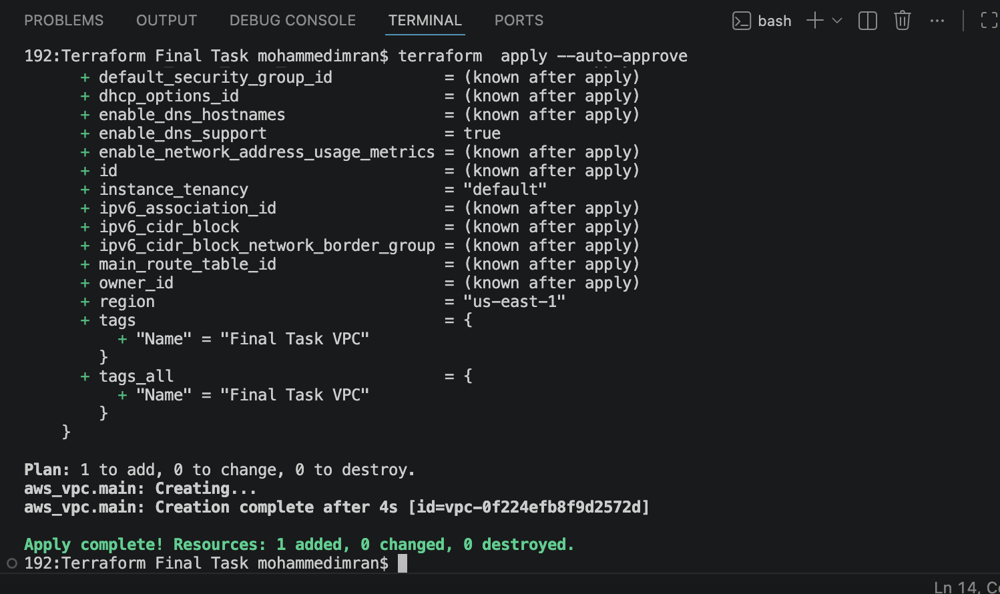 PROBLEMS OUTPUT DEBUG CONSOLE TERMINAL PORTS bash
192:Terraform Final Task mohammedimran$ terraform  apply --auto-approve
+ default_security_group_id = (known after apply)
+ dhcp_options_id = (known after apply)
+ enable_dns_hostnames = (known after apply)
+ enable_dns_support = true
+ enable_network_address_usage_metrics = (known after apply)
+ id = (known after apply)
+ instance_tenancy = "default"
+ ipv6_association_id = (known after apply)
+ ipv6_cidr_block = (known after apply)
+ ipv6_cidr_block_network_border_group = (known after apply)
+ main_route_table_id = (known after apply)
+ owner_id = (known after apply)
+ region = "us-east-1"
+ tags = {
+ "Name" = "Final Task VPC"
}
+ tags_all = {
+ "Name" = "Final Task VPC"
}
}
Plan: 1 to add, 0 to change, 0 to destroy.
aws_vpc.main: Creating...
aws_vpc.main: Creation complete after 4s [id=vpc-0f224efb8f9d2572d]
Apply complete! Resources: 1 added, 0 changed, 0 destroyed.
192:Terraform Final Task mohammedimran$
Ln 14,